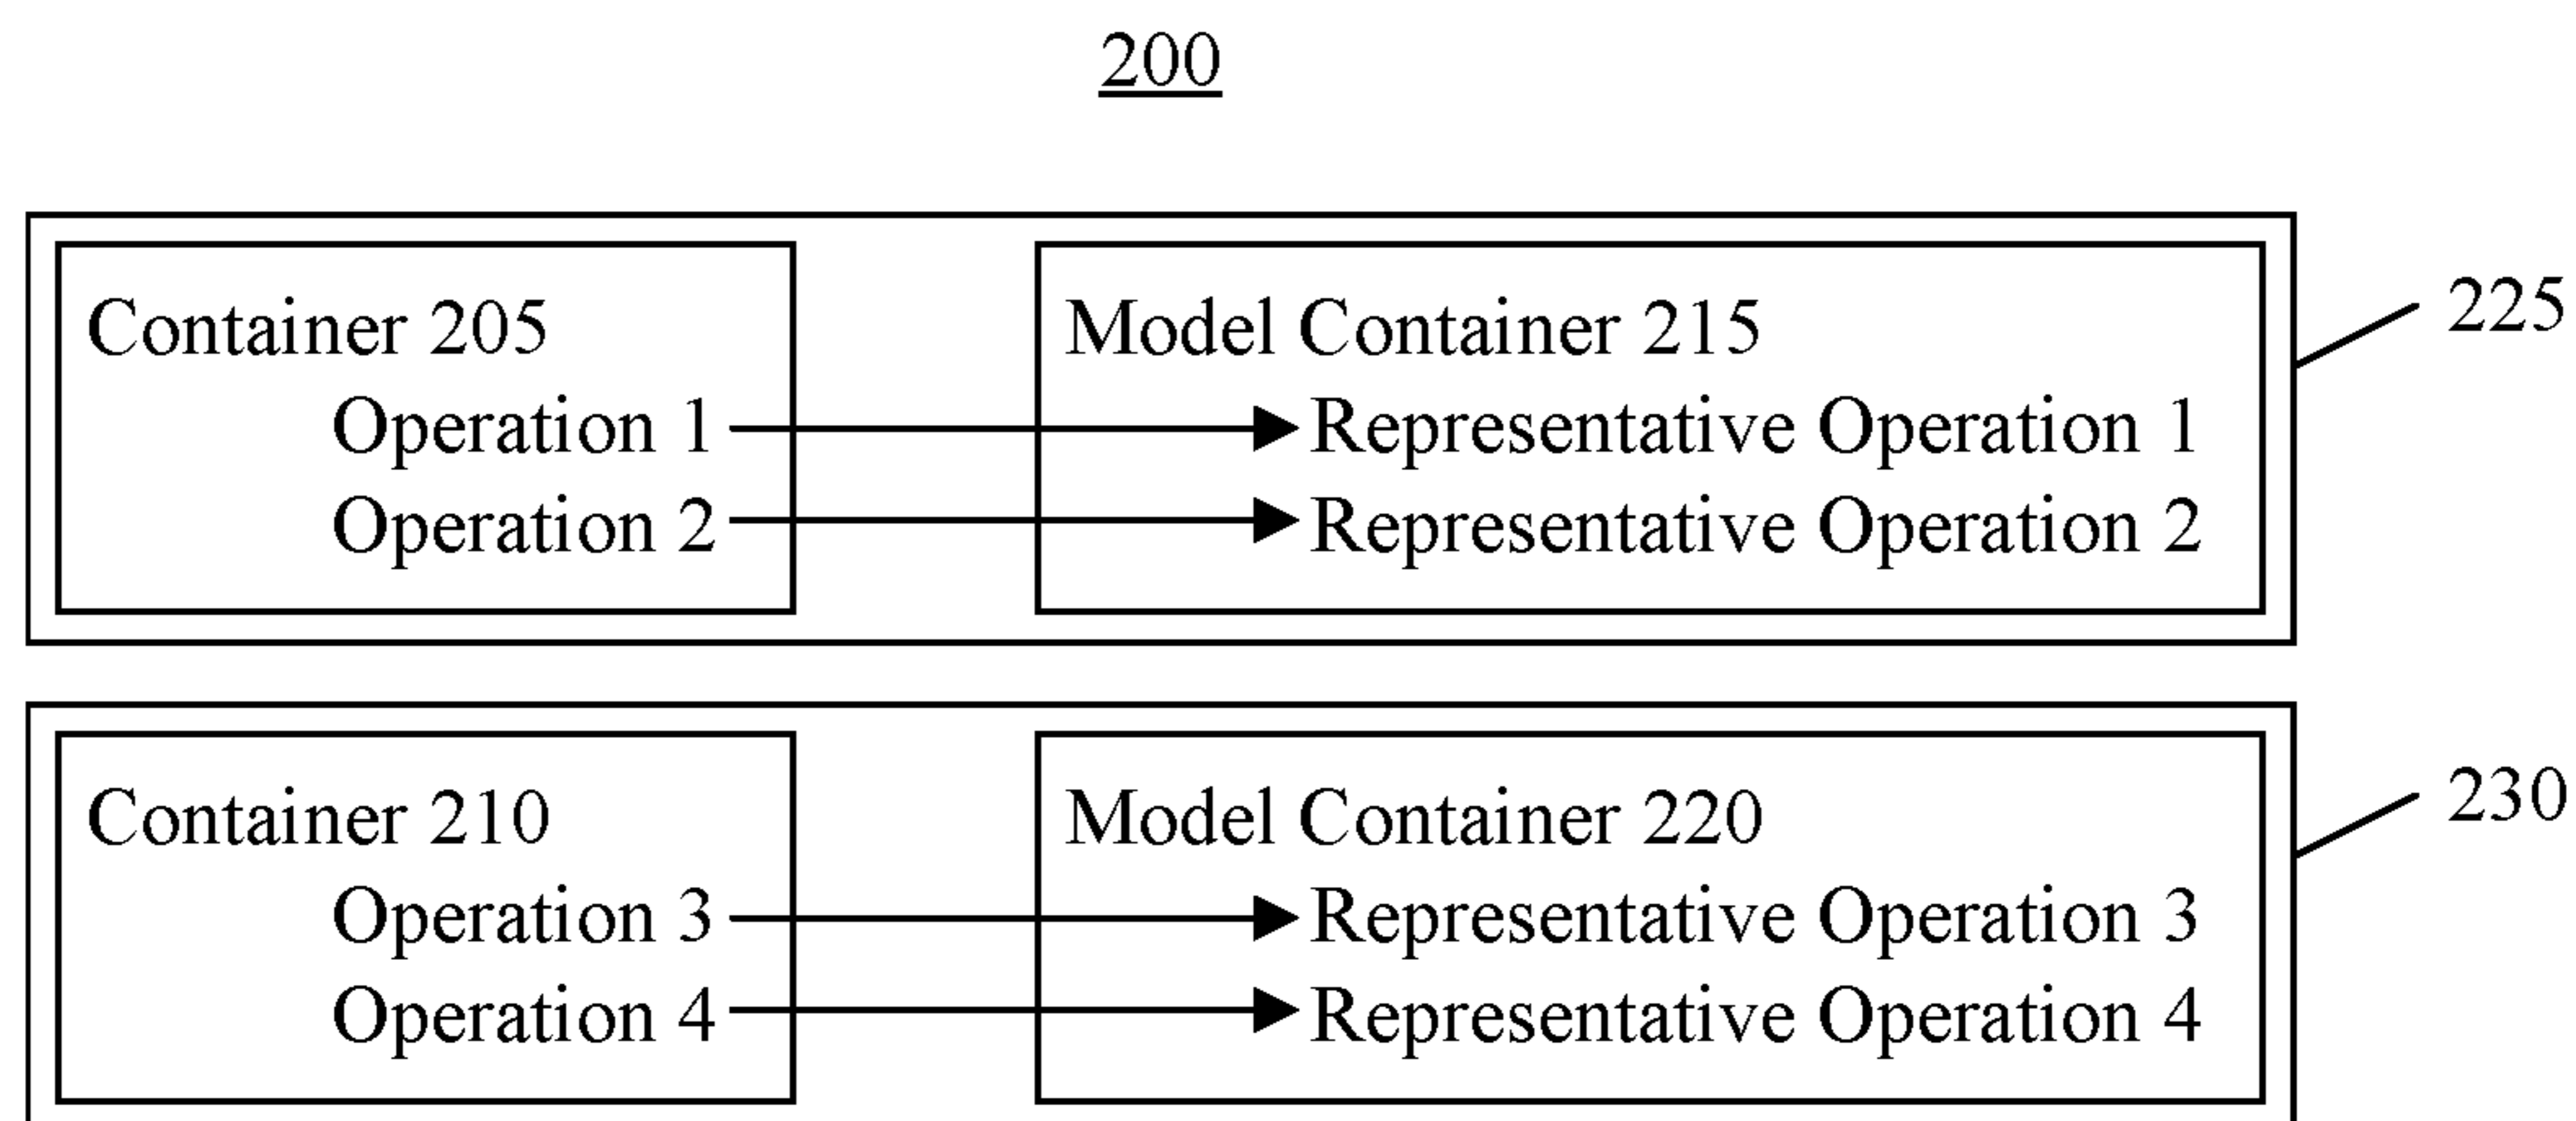 200
Container 205
Operation 1
Operation 2
Model Container 215
Representative Operation 1
Representative Operation 2
225
Container 210
Operation 3
Operation 4
Model Container 220
Representative Operation 3
Representative Operation 4
230